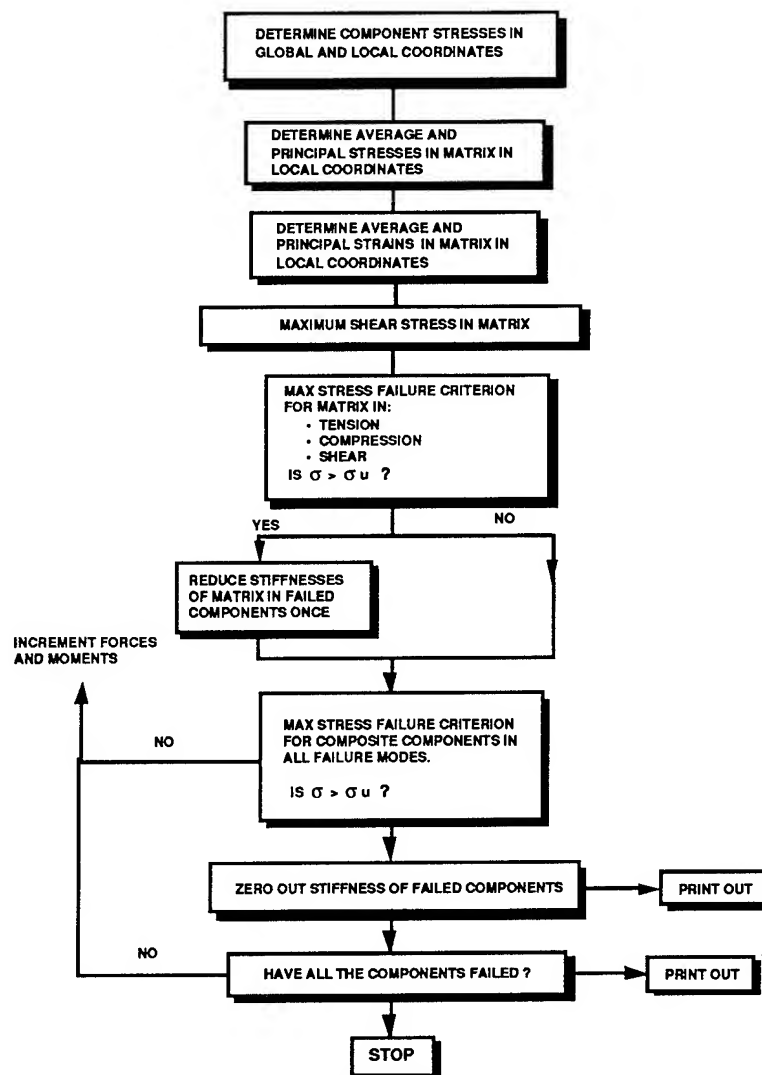 DETERMINE COMPONENT STRESSES IN
GLOBAL AND LOCAL COORDINATES
DETERMINE AVERAGE AND
PRINCIPAL STRESSES IN MATRIX IN
LOCAL COORDINATES
DETERMINE AVERAGE AND
PRINCIPAL STRAINS IN MATRIX IN
LOCAL COORDINATES
MAXIMUM SHEAR STRESS IN MATRIX
MAX STRESS FAILURE CRITERION
FOR MATRIX IN:
• TENSION
• COMPRESSION
• SHEAR
IS σ > σ u ?
YES
NO
REDUCE STIFFNESSES
OF MATRIX IN FAILED
COMPONENTS ONCE
INCREMENT FORCES
AND MOMENTS
NO
MAX STRESS FAILURE CRITERION
FOR COMPOSITE COMPONENTS IN
ALL FAILURE MODES.
IS σ > σ u ?
ZERO OUT STIFFNESS OF FAILED COMPONENTS
PRINT OUT
NO
HAVE ALL THE COMPONENTS FAILED ?
PRINT OUT
STOP